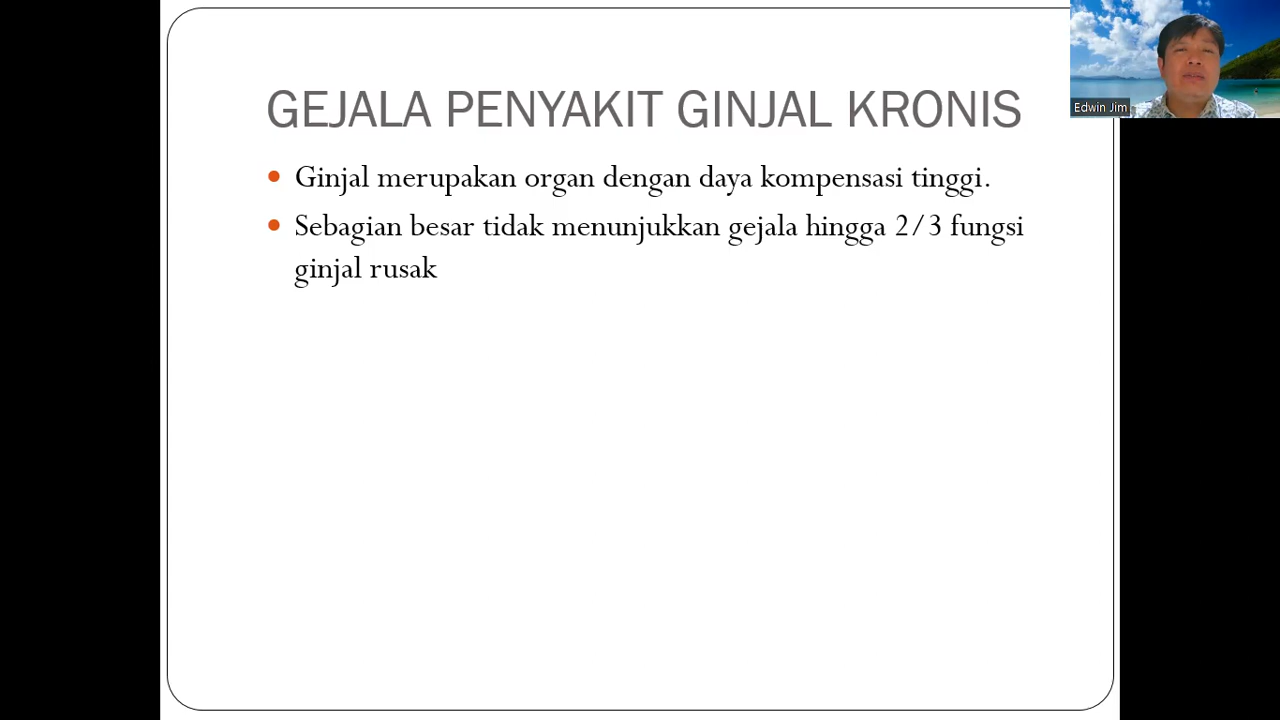 GEJALA PENYAKIT GINJAL KRONIS
Ginjal merupakan organ dengan daya kompensasi tinggi.
Sebagian besar tidak menunjukkan gejala hingga 2/3 fungsi
ginjal rusak
Edwin Jim